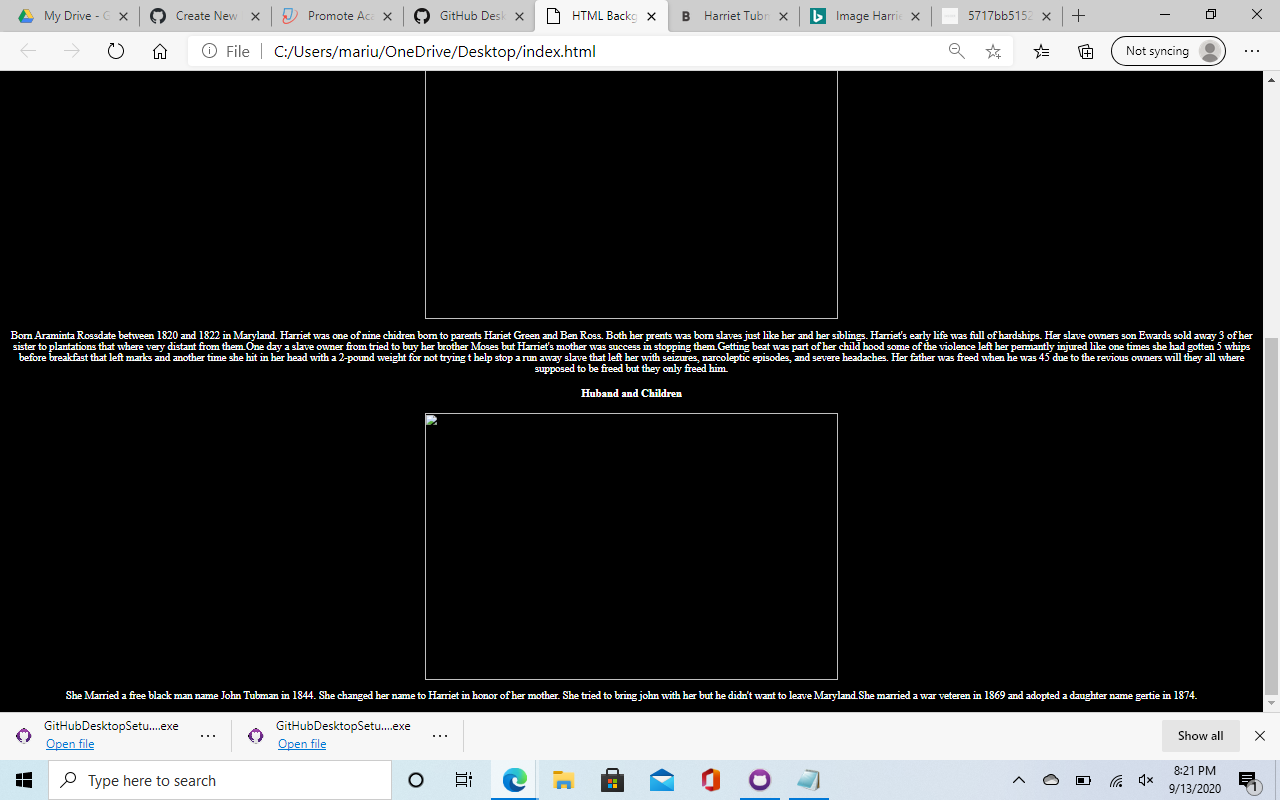 My Drive - G
Create New
Promote Aca
GitHub Desk
HTML Backg
Harriet Tubm
Image Harrie
5717bb5152
File
C:/Users/mariu/OneDrive/Desktop/index.html
Not syncing
Born Araminta Rossdate between 1820 and 1822 in Maryland. Harriet was one of nine chidren born to parents Hariet Green and Ben Ross. Both her prents was born slaves just like her and her siblings. Harriet's early life was full of hardships. Her slave owners son Ewards sold away 3 of her
sister to plantations that where very distant from them.One day a slave owner from tried to buy her brother Moses but Harriet's mother was success in stopping them.Getting beat was part of her child hood some of the violence left her permantly injured like one times she had gotten 5 whips
before breakfast that left marks and another time she hit in her head with a 2-pound weight for not trying t help stop a run away slave that left her with seizures, narcoleptic episodes, and severe headaches. Her father was freed when he was 45 due to the revious owners will they all where
supposed to be freed but they only freed him.
Huband and Children
She Married a free black man name John Tubman in 1844. She changed her name to Harriet in honor of her mother. She tried to bring john with her but he didn't want to leave Maryland.She married a war veteren in 1869 and adopted a daughter name gertie in 1874.
GitHubDesktopSetu....exe
Open file
GitHubDesktopSetu....exe
Open file
Show all
Type here to search
8:21 PM
9/13/2020
1